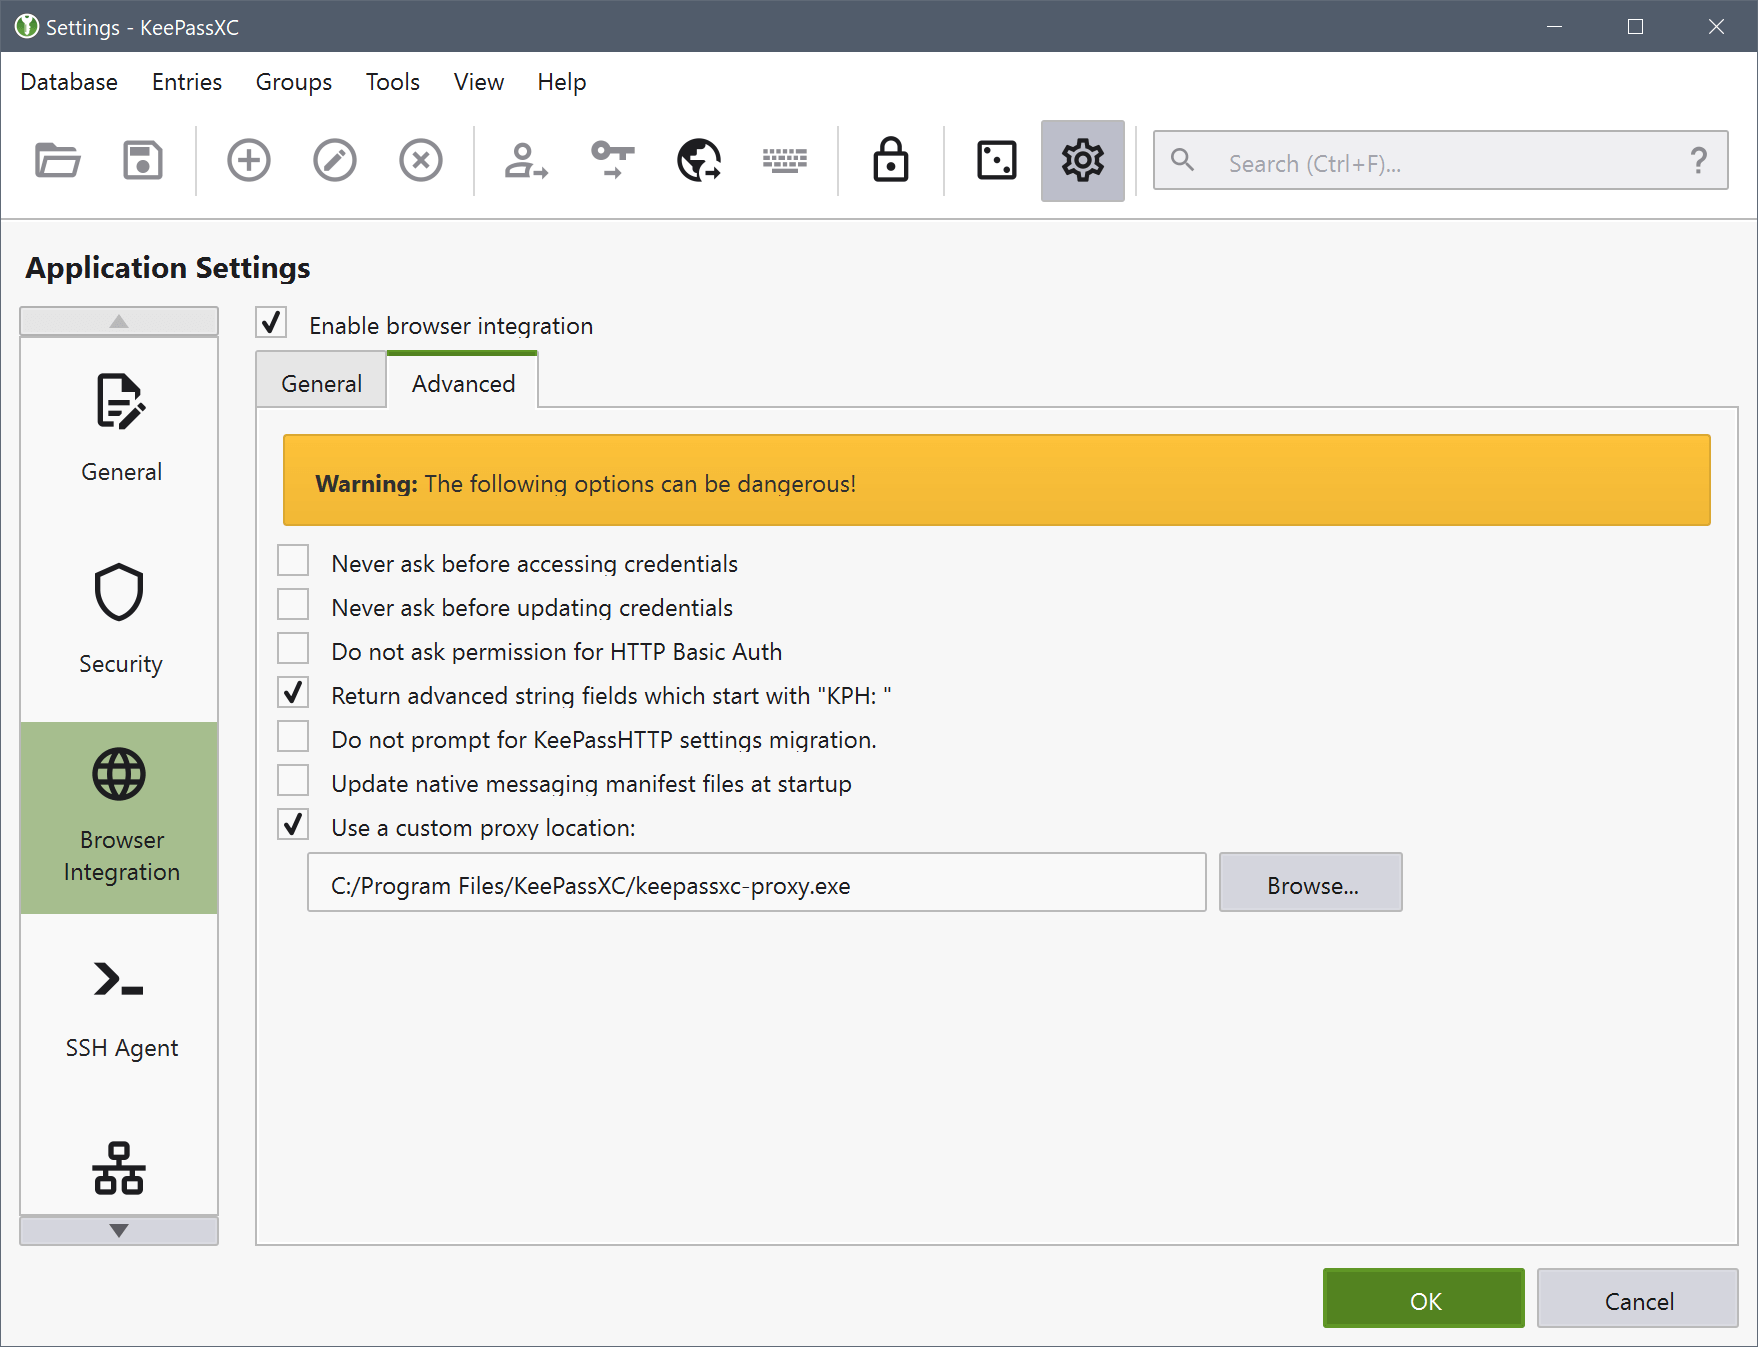 Settings - KeePassXC
Database Entries Groups Tools View Help
Search (Ctrl+F)... ?
Application Settings
Enable browser integration
General Advanced
Warning: The following options can be dangerous!
Never ask before accessing credentials
Never ask before updating credentials
Do not ask permission for HTTP Basic Auth
Return advanced string fields which start with "KPH: "
Do not prompt for KeePassHTTP settings migration.
Update native messaging manifest files at startup
Use a custom proxy location:
C:/Program Files/KeePassXC/keepassxc-proxy.exe
Browse...
General
Security
Browser
Integration
SSH Agent
OK Cancel